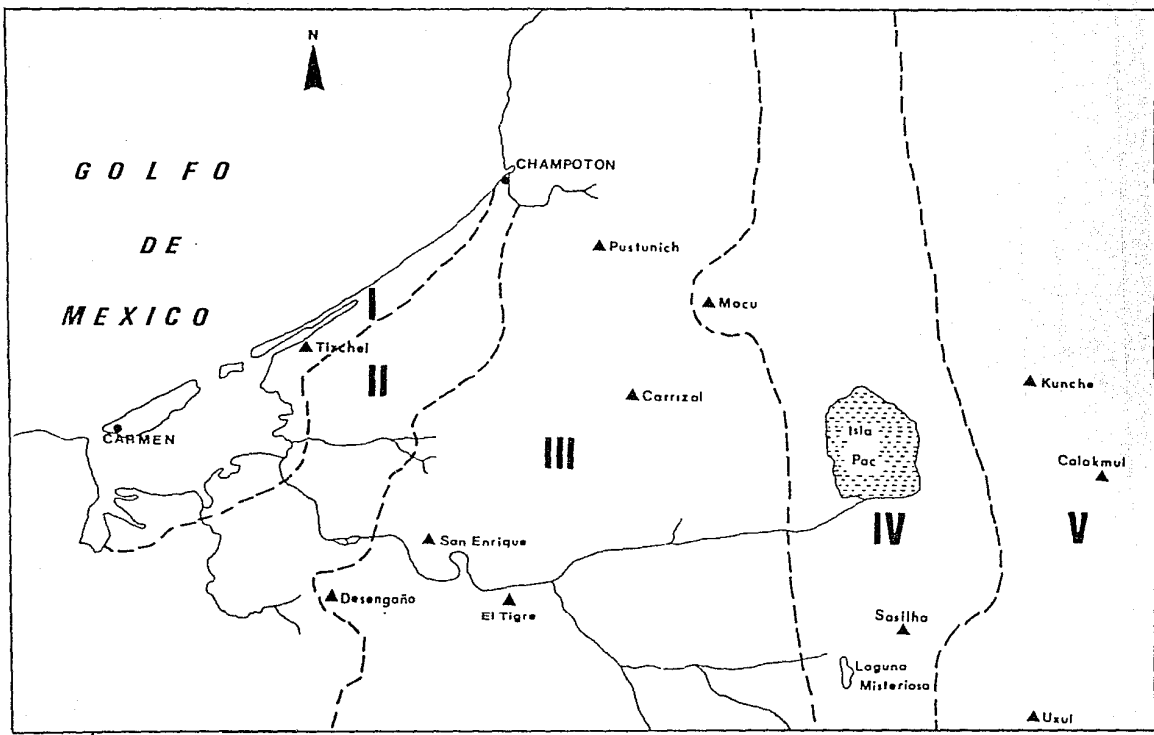 N
GOLFO
DE
MEXICO
CHAMPOTON
Pustunich
Mocu
I
Tixchel
II
Carrizal
Kunche
CARMEN
Isla
Pac
III
Calakmul
IV
V
San Enrique
Desengaño
El Tigre
Sasilha
Laguna
Misteriosa
Uxul